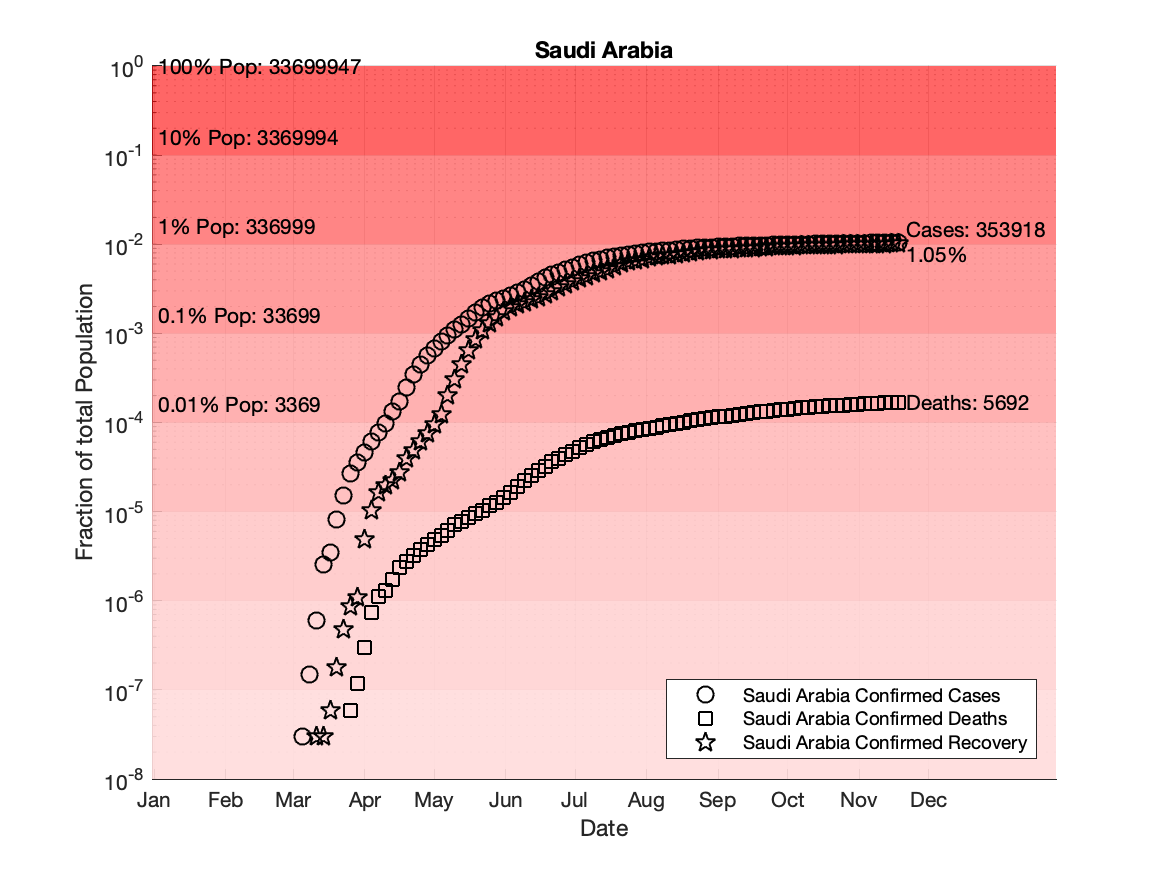 Saudi Arabia
10^0
100% Pop: 33699947
10% Pop: 3369994
10^-1
1% Pop: 336999
Cases: 353918
10^-2
1.05%
0.1% Pop: 33699
10^-3
0.01% Pop: 3369
Deaths: 5692
10^-4
10^-5
10^-6
10^-7
10^-8
Fraction of total Population
Saudi Arabia Confirmed Cases
Saudi Arabia Confirmed Deaths
Saudi Arabia Confirmed Recovery
Jan Feb Mar Apr May Jun Jul Aug Sep Oct Nov Dec
Date